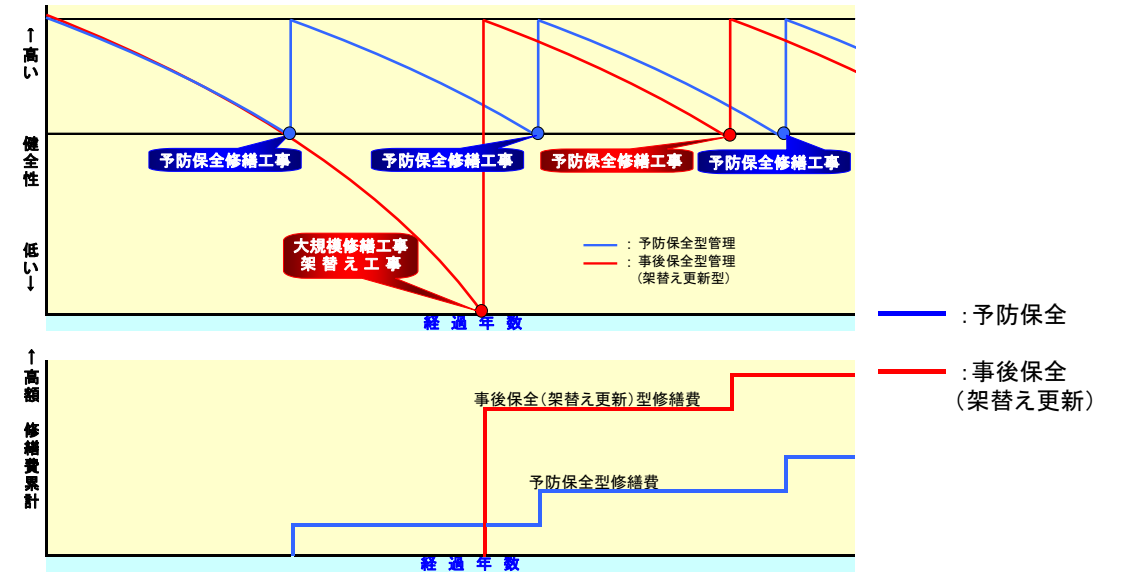 ↑高い
健全性
低い↓
予防保全修繕工事
予防保全修繕工事
予防保全修繕工事
予防保全修繕工事
大規模修繕工事
架替え工事
：予防保全型管理
：事後保全型管理
（架替え更新型）
経過年数
：予防保全
：事後保全
（架替え更新）
↑高額
修繕費累計
事後保全（架替え更新）型修繕費
予防保全型修繕費
経過年数